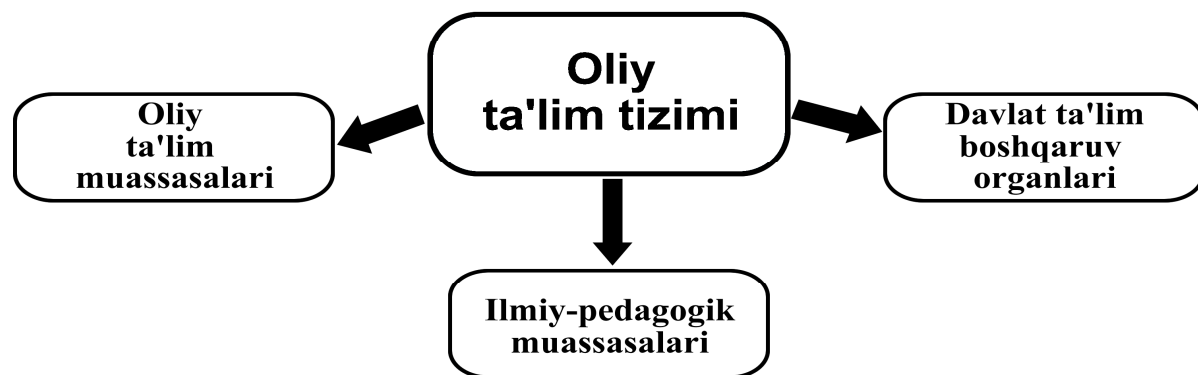 Oliy
ta'lim tizimi
Oliy
ta'lim
muassasalari
Davlat ta'lim
boshqaruv
organlari
Ilmiy-pedagogik
muassasalari